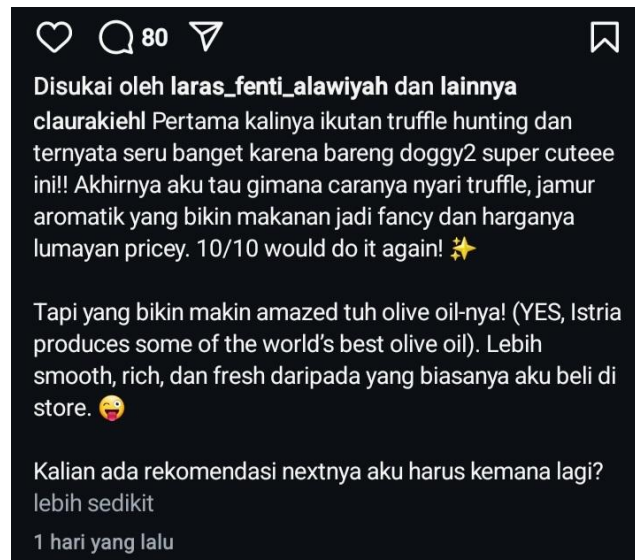 80
Disukai oleh laras_fenti_alawiyah dan lainnya
claurakiehl Pertama kalinya ikutan truffle hunting dan
ternyata seru banget karena bareng doggy2 super cuteee
ini!! Akhirnya aku tau gimana caranya nyari truffle, jamur
aromatik yang bikin makanan jadi fancy dan harganya
lumayan pricey. 10/10 would do it again! ✨
Tapi yang bikin makin amazed tuh olive oil-nya! (YES, Istria
produces some of the world’s best olive oil). Lebih
smooth, rich, dan fresh daripada yang biasanya aku beli di
store. 😜
Kalian ada rekomendasi nextnya aku harus kemana lagi?
lebih sedikit
1 hari yang lalu